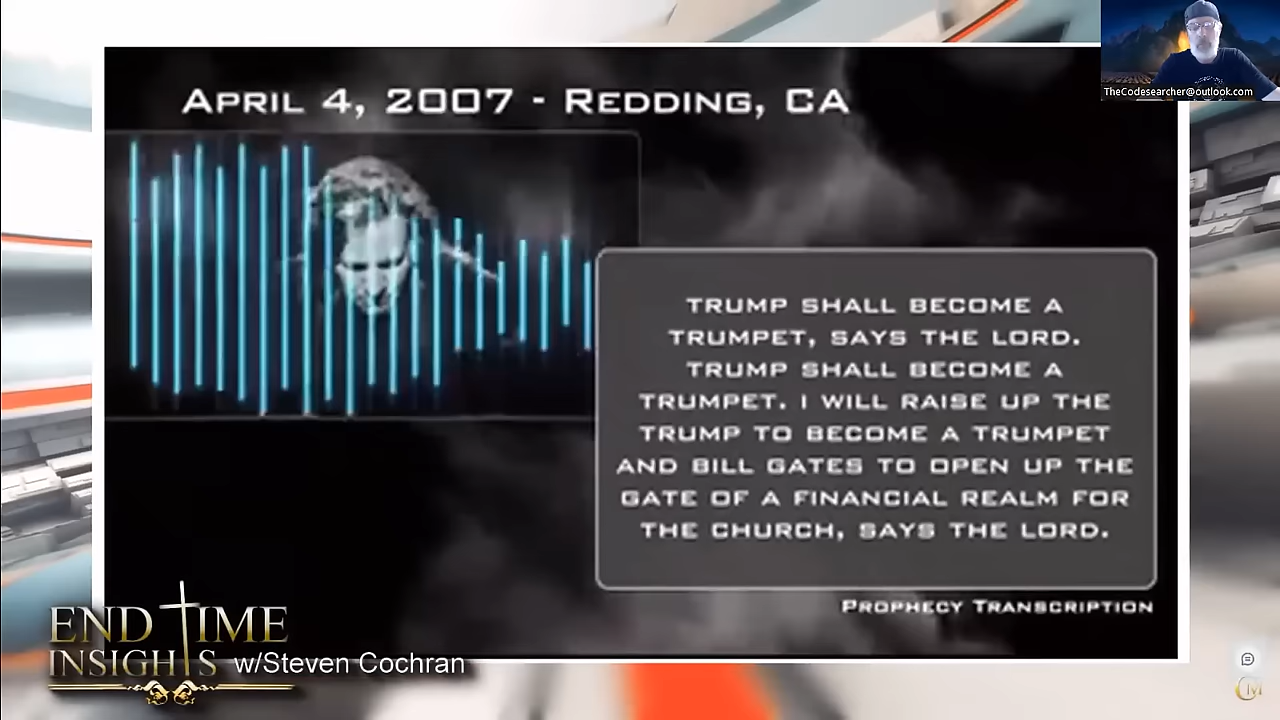 TheCodesearcher@outlook.com
APRIL 4, 2007 - REDDING, CA
TRUMP SHALL BECOME A
TRUMPET, SAYS THE LORD.
TRUMP SHALL BECOME A
TRUMPET. I WILL RAISE UP THE
TRUMP TO BECOME A TRUMPET
AND BILL GATES TO OPEN UP THE
GATE OF A FINANCIAL REALM FOR
THE CHURCH, SAYS THE LORD.
PROPHECY TRANSCRIPTION
END TIME
INSIGHTS w/Steven Cochran
CM